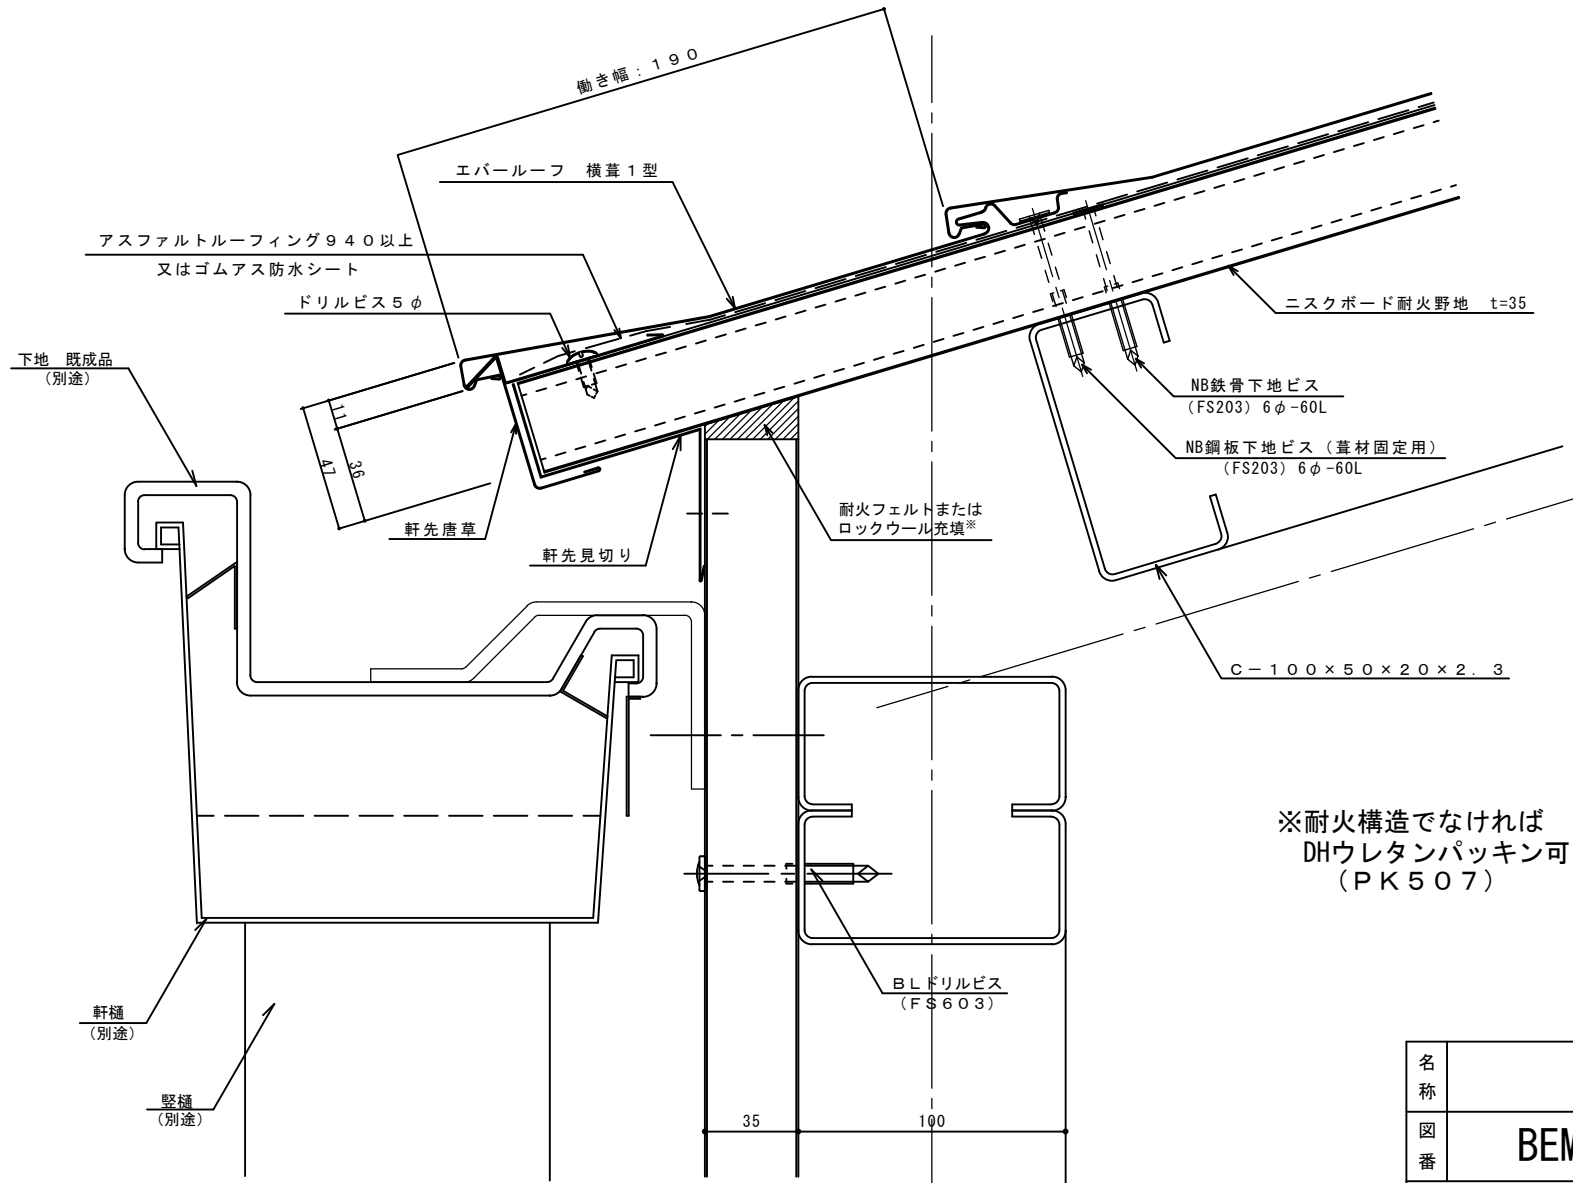 働き幅：１９０
エバールーフ　横葺１型
アスファルトルーフィング９４０以上
又はゴムアス防水シート
ドリルビス５φ
下地　既成品
（別途）
11
36
47
軒先唐草
軒先見切り
耐火フェルトまたは
ロックウール充填※
ニスクボード耐火野地　t=35
NB鉄骨下地ビス
（FS203）6φ-60L
NB鋼板下地ビス（葺材固定用）
（FS203）6φ-60L
Ｃ－１００×５０×２０×２．３
※耐火構造でなければ
DHウレタンパッキン可
（ＰＫ５０７）
ＢＬドリルビス
（ＦＳ６０３）
軒樋
（別途）
竪樋
（別途）
35
100
名称
図番
BEM